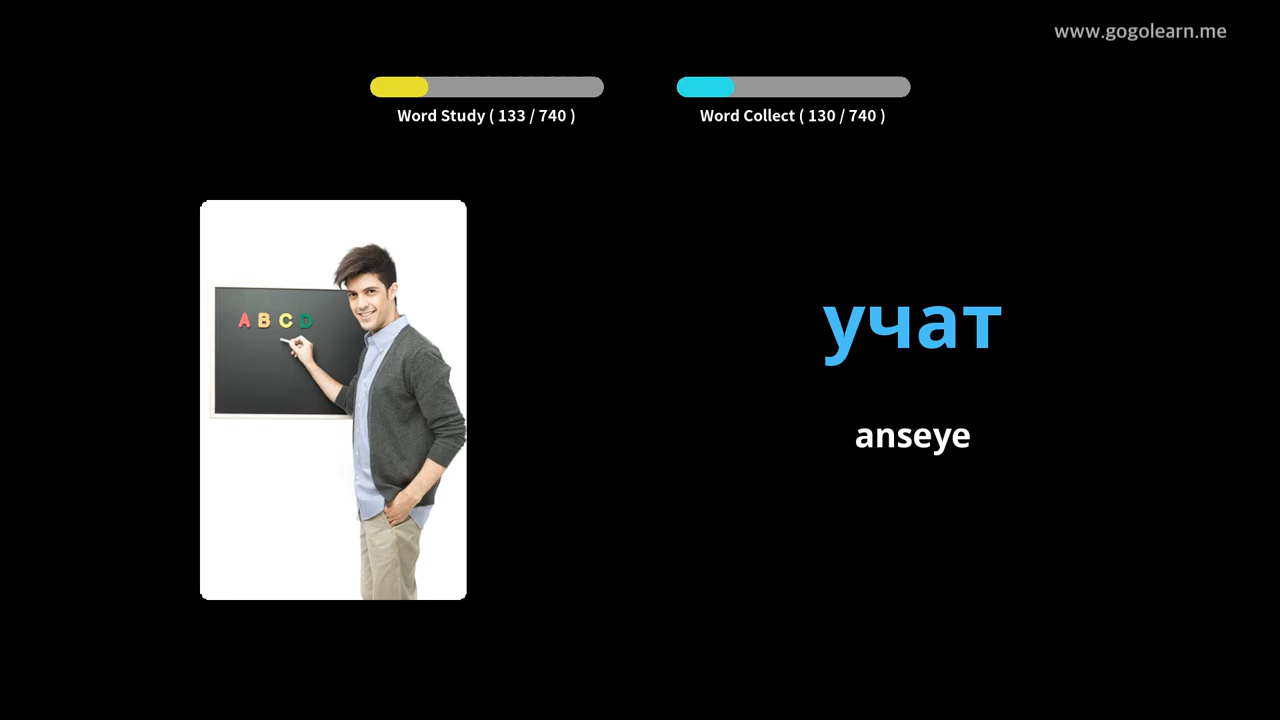 www.gogolearn.me
Word Study ( 133 / 740 )
Word Collect ( 130 / 740 )
A B C D
учат
anseye